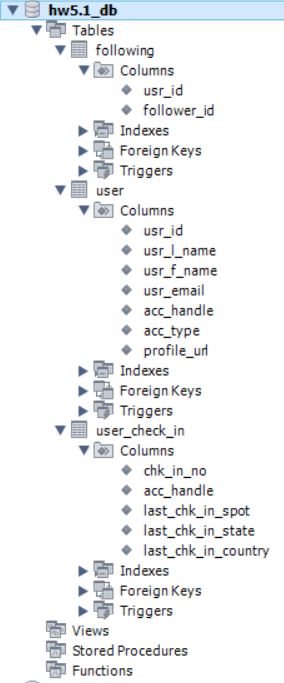 hw5.1_db
Tables
following
Columns
usr_id
follower_id
Indexes
Foreign Keys
Triggers
user
Columns
usr_id
usr_l_name
usr_f_name
usr_email
acc_handle
acc_type
profile_url
Indexes
Foreign Keys
Triggers
user_check_in
Columns
chk_in_no
acc_handle
last_chk_in_spot
last_chk_in_state
last_chk_in_country
Indexes
Foreign Keys
Triggers
Views
Stored Procedures
Functions